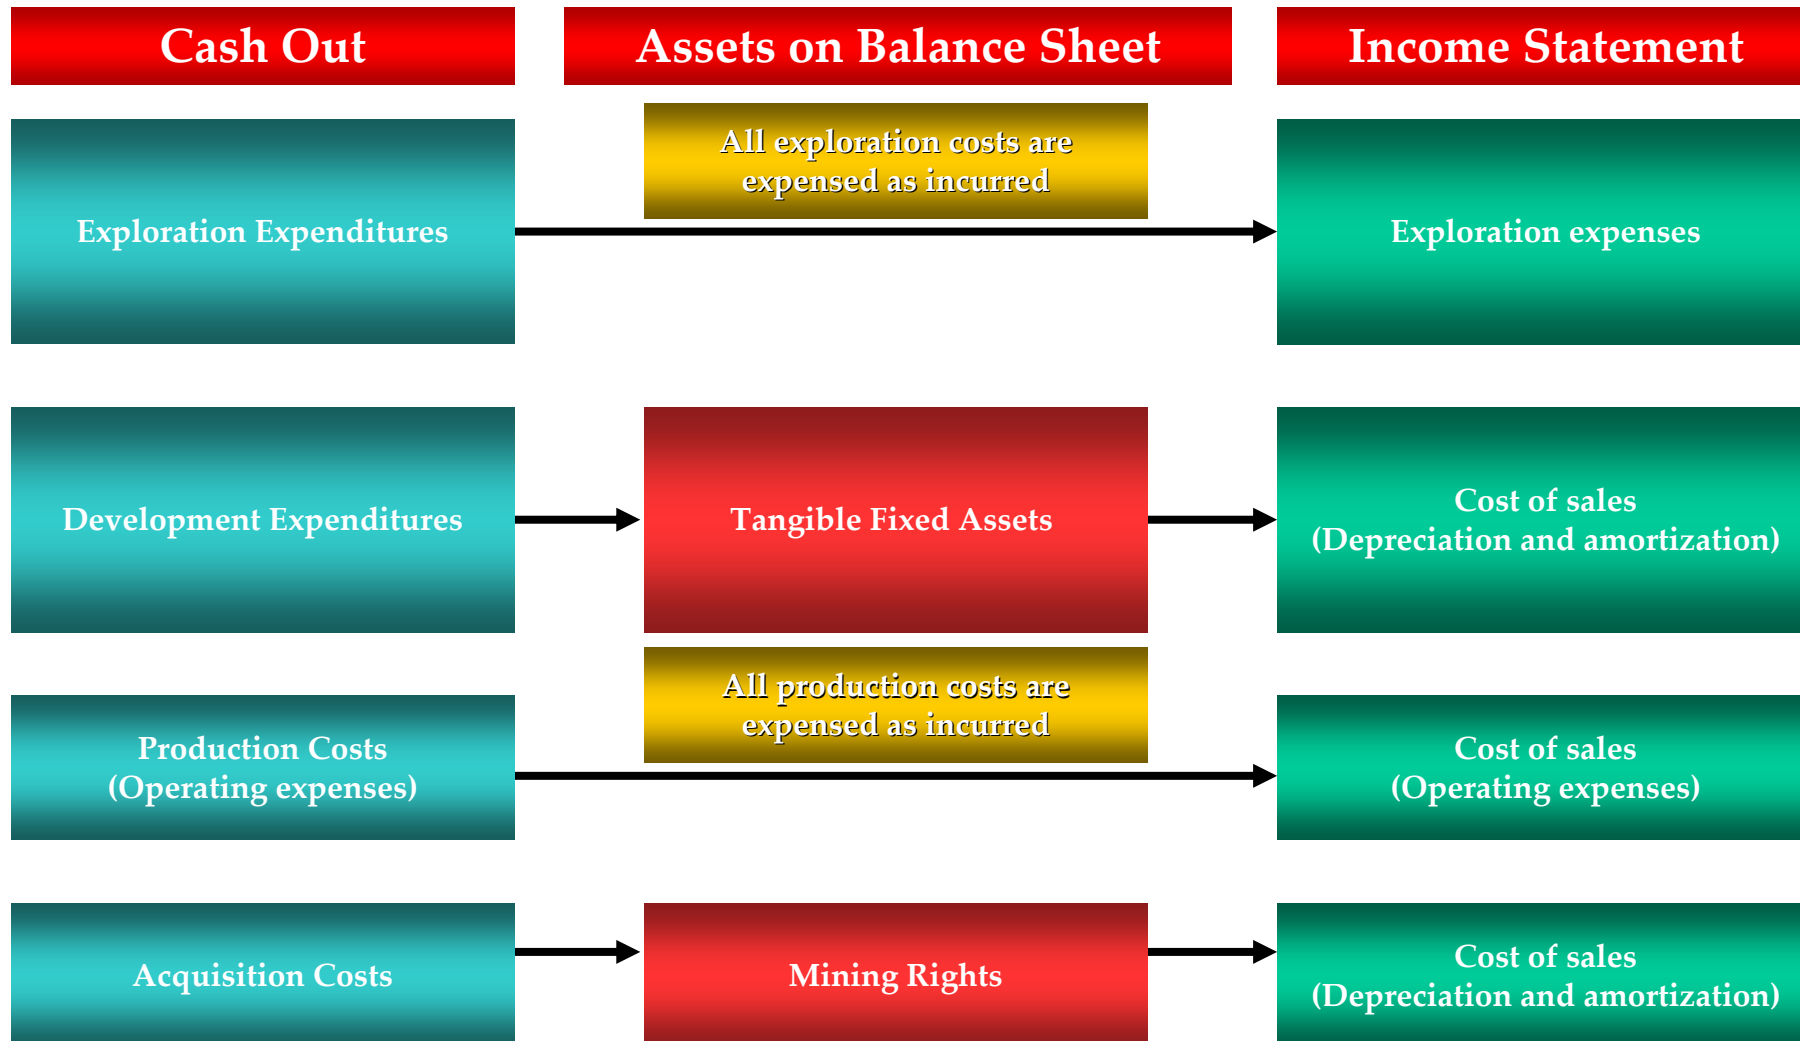 Cash Out
Assets on Balance Sheet
Income Statement
All exploration costs are
expensed as incurred
Exploration Expenditures
Exploration expenses
Development Expenditures
Tangible Fixed Assets
Cost of sales
(Depreciation and amortization)
All production costs are
expensed as incurred
Production Costs
(Operating expenses)
Cost of sales
(Operating expenses)
Acquisition Costs
Mining Rights
Cost of sales
(Depreciation and amortization)